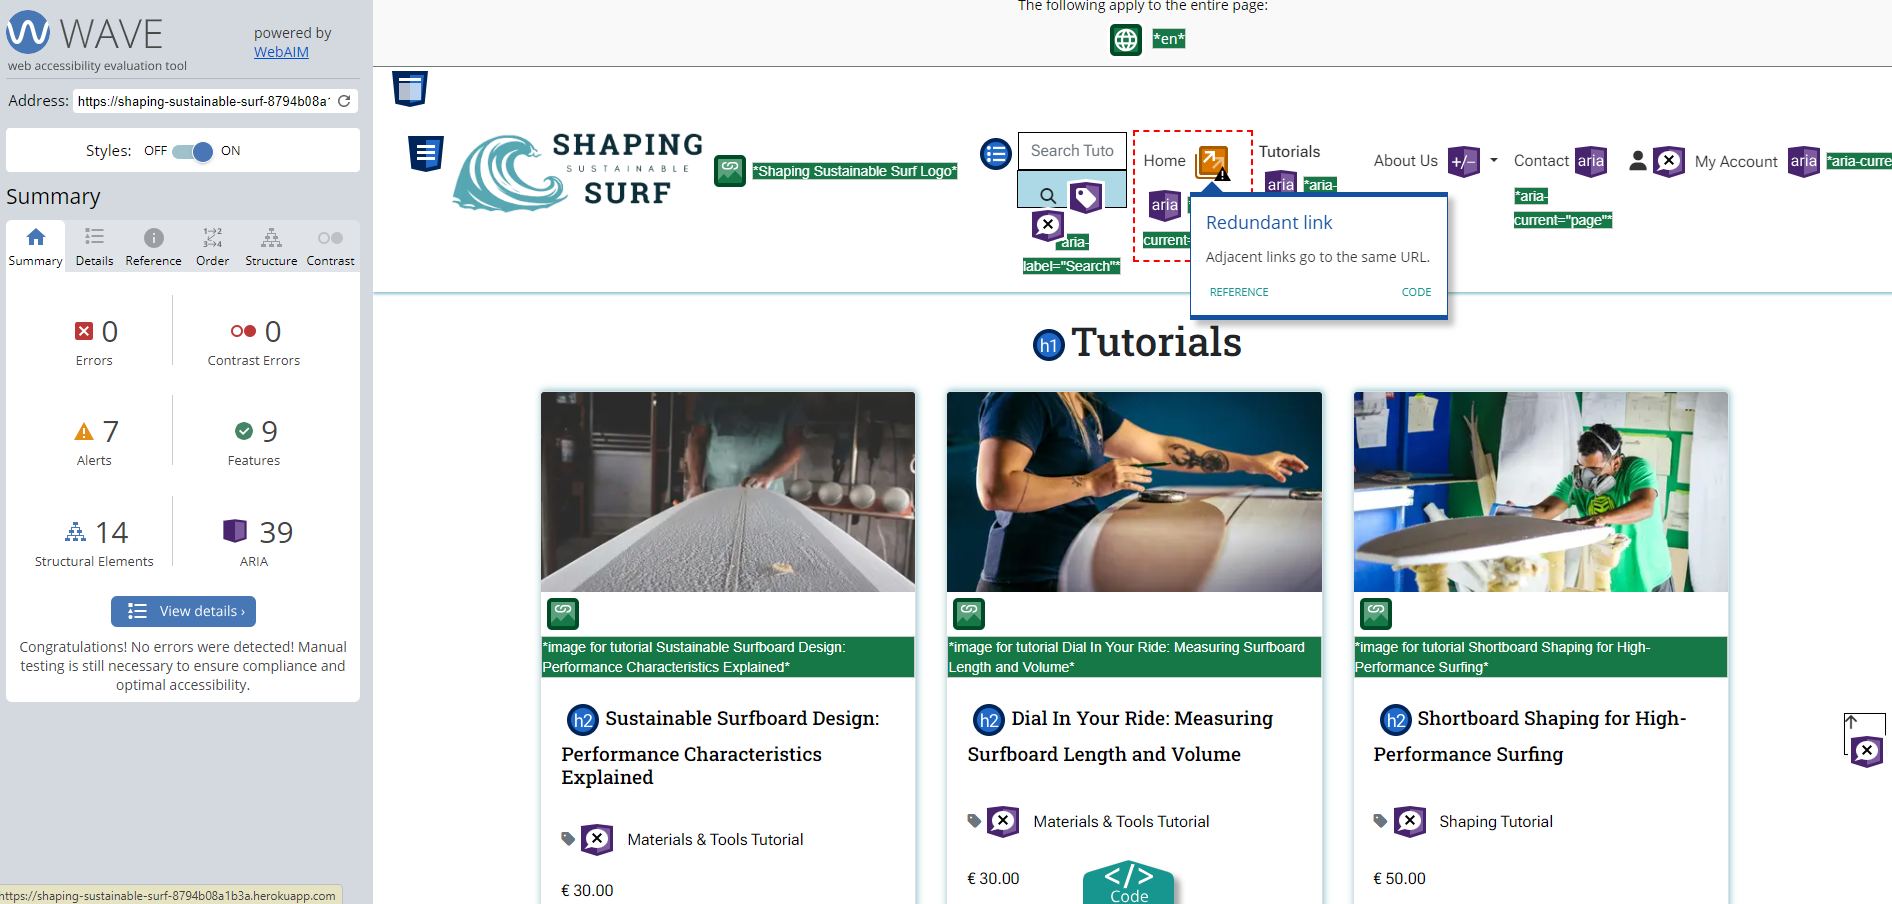 WAVE
powered by
WebAIM
web accessibility evaluation tool
Address: https://shaping-sustainable-surf-8794b08a1
Styles: OFF ON
Summary
Summary Details Reference Order Structure Contrast
0
Errors
0
Contrast Errors
7
Alerts
9
Features
14
Structural Elements
39
ARIA
View details ›
Congratulations! No errors were detected! Manual
testing is still necessary to ensure compliance and
optimal accessibility.
https://shaping-sustainable-surf-8794b08a1b3a.herokuapp.com
The following apply to the entire page:
*en*
SHAPING
SUSTAINABLE
SURF
*Shaping Sustainable Surf Logo*
Search Tuto
aria-
label="Search"*
Home
aria
current=
Tutorials
aria *aria-
About Us +/-
Contact aria
*aria-
current="page"*
My Account aria *aria-curre
Redundant link
Adjacent links go to the same URL.
REFERENCE CODE
h1 Tutorials
*image for tutorial Sustainable Surfboard Design:
Performance Characteristics Explained*
h2 Sustainable Surfboard Design:
Performance Characteristics
Explained
Materials & Tools Tutorial
€ 30.00
*image for tutorial Dial In Your Ride: Measuring Surfboard
Length and Volume*
h2 Dial In Your Ride: Measuring
Surfboard Length and Volume
Materials & Tools Tutorial
€ 30.00
</>
Code
*image for tutorial Shortboard Shaping for High-
Performance Surfing*
h2 Shortboard Shaping for High-
Performance Surfing
Shaping Tutorial
€ 50.00